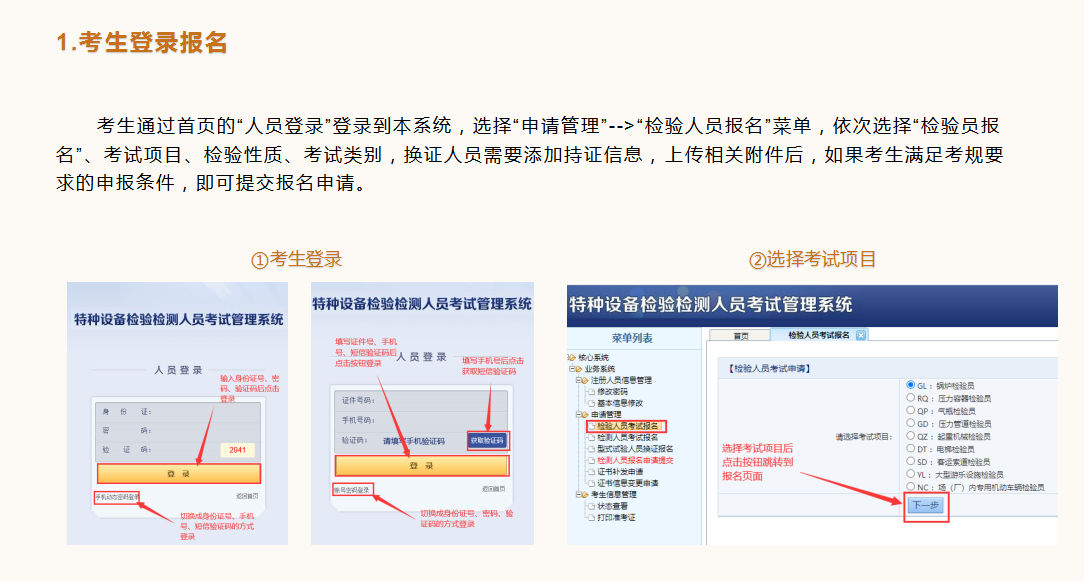 1.考生登录报名
考生通过首页的“人员登录”登录到本系统，选择“申请管理”-->“检验人员报名”菜单，依次选择“检验员报
名”、考试项目、检验性质、考试类别，换证人员需要添加持证信息，上传相关附件后，如果考生满足考规要
求的申报条件，即可提交报名申请。
①考生登录
特种设备检验检测人员考试管理系统
人员登录
输入身份证号、密
码、验证码后点击
登录
身 份 证：
密 码：
验 证 码：
2941
登 录
手机动态密码登录
返回首页
切换成身份证号、手机
号、短信验证码的方式
登录
特种设备检验检测人员考试管理系统
填写证件号、手机
号、短信验证码后
点击按钮登录
人员登录
填写手机号后点击
获取短信验证码
证件号码：
手机号码：
验证码：
请填写手机验证码
获取验证码
登 录
账号密码登录
返回首页
切换成身份证号、密码、验
证码的方式登录
②选择考试项目
特种设备检验检测人员考试管理系统
菜单列表
核心系统
业务系统
注册人员信息管理
修改密码
基本信息修改
申请管理
检验人员考试报名
检测人员考试报名
型式试验人员换证报名
检测人员报名申请提交
证书补发申请
证书信息变更申请
考生信息管理
状态查看
打印准考证
首页
检验人员考试报名
【检验人员考试申请】
请选择考试项目：
GL： 锅炉检验员
RQ： 压力容器检验员
QP： 气瓶检验员
GD： 压力管道检验员
QZ： 起重机械检验员
DT： 电梯检验员
SD： 客运索道检验员
YL： 大型游乐设施检验员
NC： 场（厂）内专用机动车辆检验员
选择考试项目后
点击按钮跳转到
报名页面
下一步